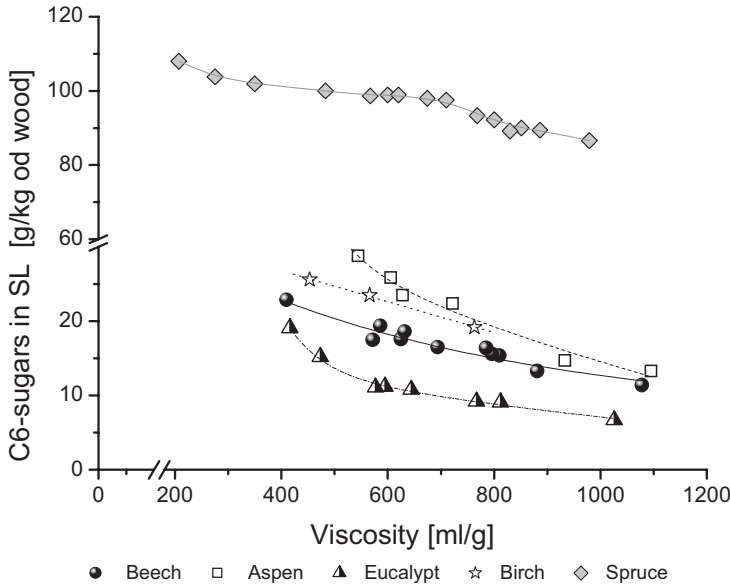 120
100
80
60
20
10
0
C6-sugars in SL [g/kg od wood]
0 200 400 600 800 1000 1200
Viscosity [ml/g]
Beech Aspen Eucalypt Birch Spruce